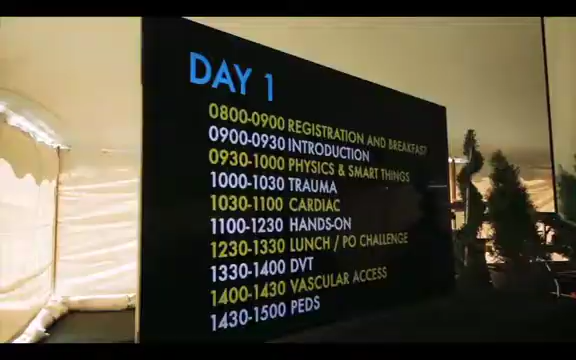 DAY 1
0800-0900 REGISTRATION AND BREAKFAST
0900-0930 INTRODUCTION
0930-1000 PHYSICS & SMART THINGS
1000-1030 TRAUMA
1030-1100 CARDIAC
1100-1230 HANDS-ON
1230-1330 LUNCH / PO CHALLENGE
1330-1400 DVT
1400-1430 VASCULAR ACCESS
1430-1500 PEDS